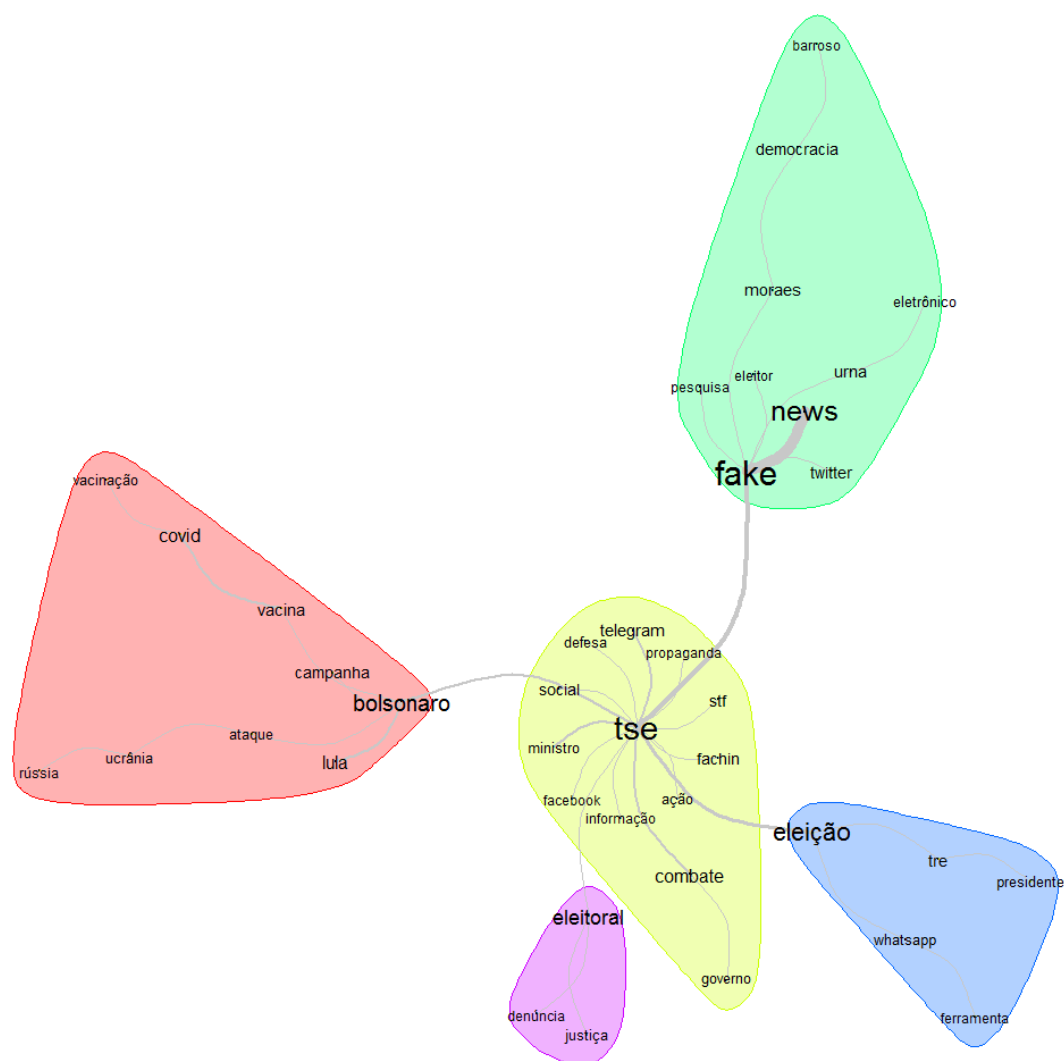 barroso
democracia
moraes
eletrônico
urna
eleitor
pesquisa
news
fake
twitter
vacinação
covid
vacina
campanha
bolsonaro
ataque
ucrânia
lula
rússia
telegram
defesa
propaganda
social
stf
tse
ministro
fachin
facebook
ação
informação
combate
governo
eleição
tre
presidente
whatsapp
ferramenta
eleitoral
denúncia
justiça